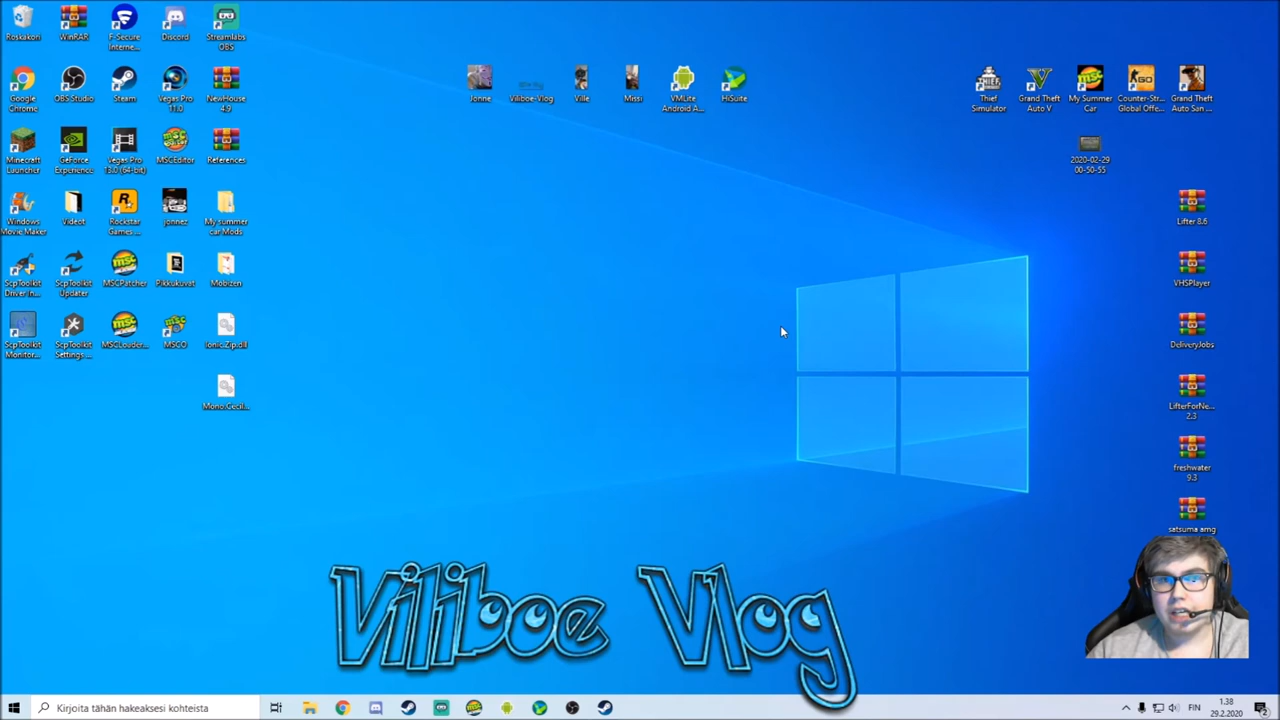 Roskakori
WinRAR
F-Secure
Interne...
Discord
Streamlabs
OBS
Jonne
Viliboe-Vlog
Ville
Missi
VMLite
Android A...
HiSuite
Thief
Simulator
Grand Theft
Auto V
My Summer
Car
Counter-Str...
Global Offe...
Grand Theft
Auto San ...
Google
Chrome
OBS Studio
Steam
Vegas Pro
11.0
NewHouse
4.9
2020-02-29
00-50-55
Minecraft
Launcher
GeForce
Experience
Vegas Pro
13.0 (64-bit)
MSCEditor
References
Lifter 8.6
Windows
Movie Maker
Videot
Rockstar
Games ...
jonnez
My summer
car Mods
VHSPlayer
ScpToolkit
Driver In...
ScpToolkit
Updater
MSCPatcher
Pikkukuvat
Mobizen
DeliveryJobs
ScpToolkit
Monitor...
ScpToolkit
Settings ...
MSCLoader...
MSCO
Ionic.Zip.dll
LifterForNe...
2.3
Mono.Cecil...
freshwater
9.3
satsuma amg
Viliboe Vlog
Kirjoita tähän hakeaksesi kohteista
FIN
1.38
29.2.2020
2